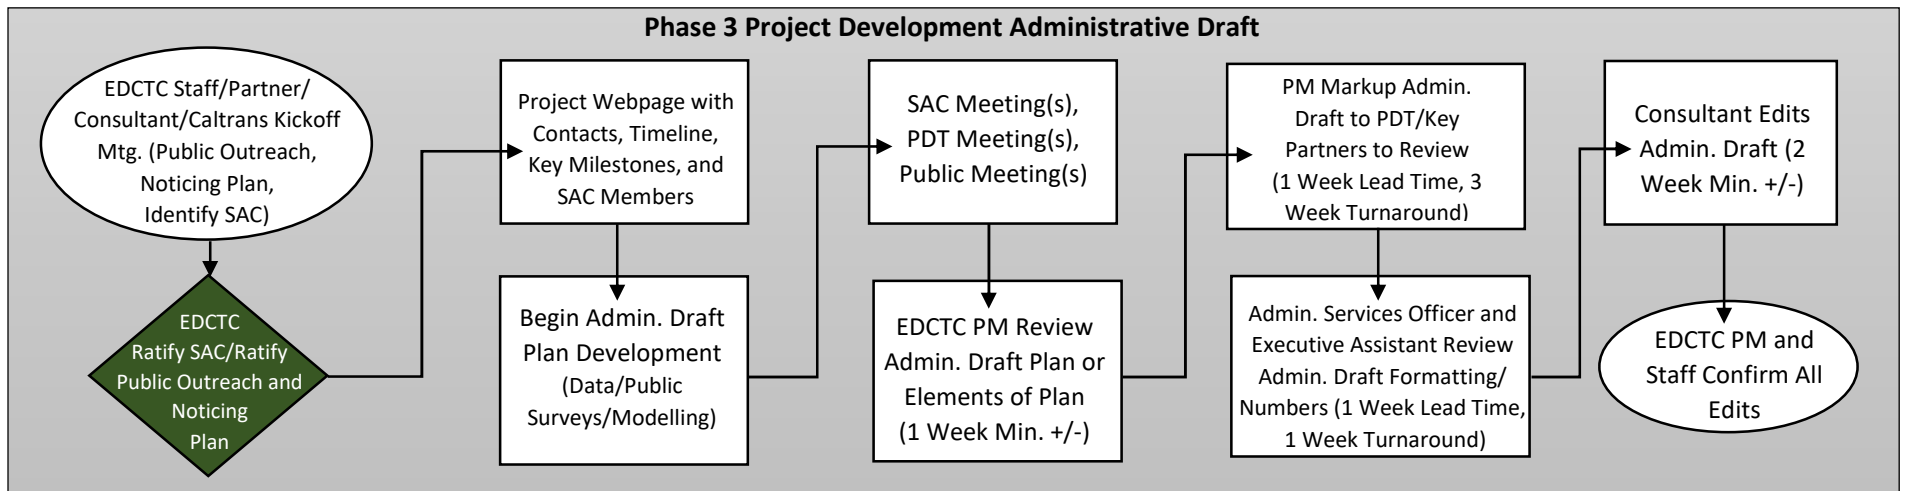 Phase 3 Project Development Administrative Draft
EDCTC Staff/Partner/
Consultant/Caltrans Kickoff
Mtg. (Public Outreach,
Noticing Plan,
Identify SAC)
EDCTC
Ratify SAC/Ratify
Public Outreach and
Noticing
Plan
Project Webpage with
Contacts, Timeline,
Key Milestones, and
SAC Members
Begin Admin. Draft
Plan Development
(Data/Public
Surveys/Modelling)
SAC Meeting(s),
PDT Meeting(s),
Public Meeting(s)
EDCTC PM Review
Admin. Draft Plan or
Elements of Plan
(1 Week Min. +/-)
PM Markup Admin.
Draft to PDT/Key
Partners to Review
(1 Week Lead Time, 3
Week Turnaround)
Admin. Services Officer and
Executive Assistant Review
Admin. Draft Formatting/
Numbers (1 Week Lead Time,
1 Week Turnaround)
Consultant Edits
Admin. Draft (2
Week Min. +/-)
EDCTC PM and
Staff Confirm All
Edits